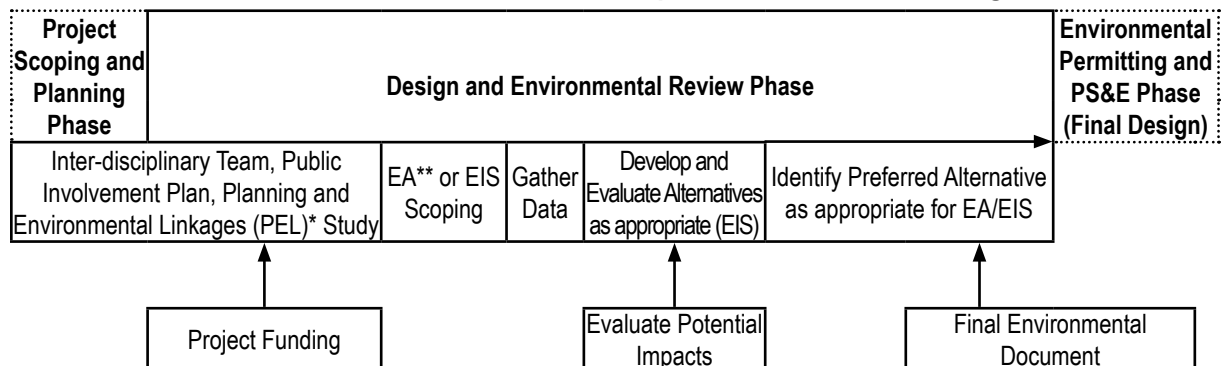 Project
Scoping and
Planning
Phase
Design and Environmental Review Phase
Environmental
Permitting and
PS&E Phase
(Final Design)
Inter-disciplinary Team, Public
Involvement Plan, Planning and
Environmental Linkages (PEL)* Study
EA** or EIS
Scoping
Gather
Data
Develop and
Evaluate Alternatives
as appropriate (EIS)
Identify Preferred Alternative
as appropriate for EA/EIS
Project Funding
Evaluate Potential
Impacts
Final Environmental
Document